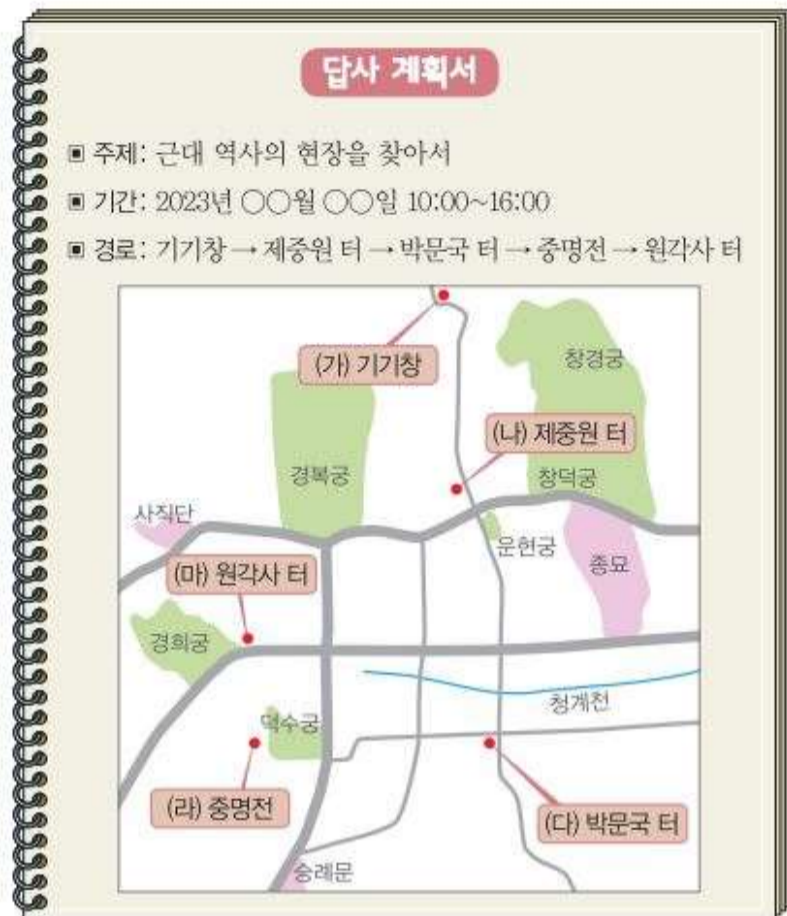 답사 계획서
▣ 주제: 근대 역사의 현장을 찾아서
▣ 기간: 2023년 ○○월 ○○일 10:00~16:00
▣ 경로: 기기창 → 제중원 터 → 박문국 터 → 중명전 → 원각사 터
(가) 기기창
창경궁
(나) 제중원 터
경복궁
창덕궁
사직단
운현궁
종묘
(마) 원각사 터
경희궁
청계천
덕수궁
(라) 중명전
(다) 박문국 터
숭례문